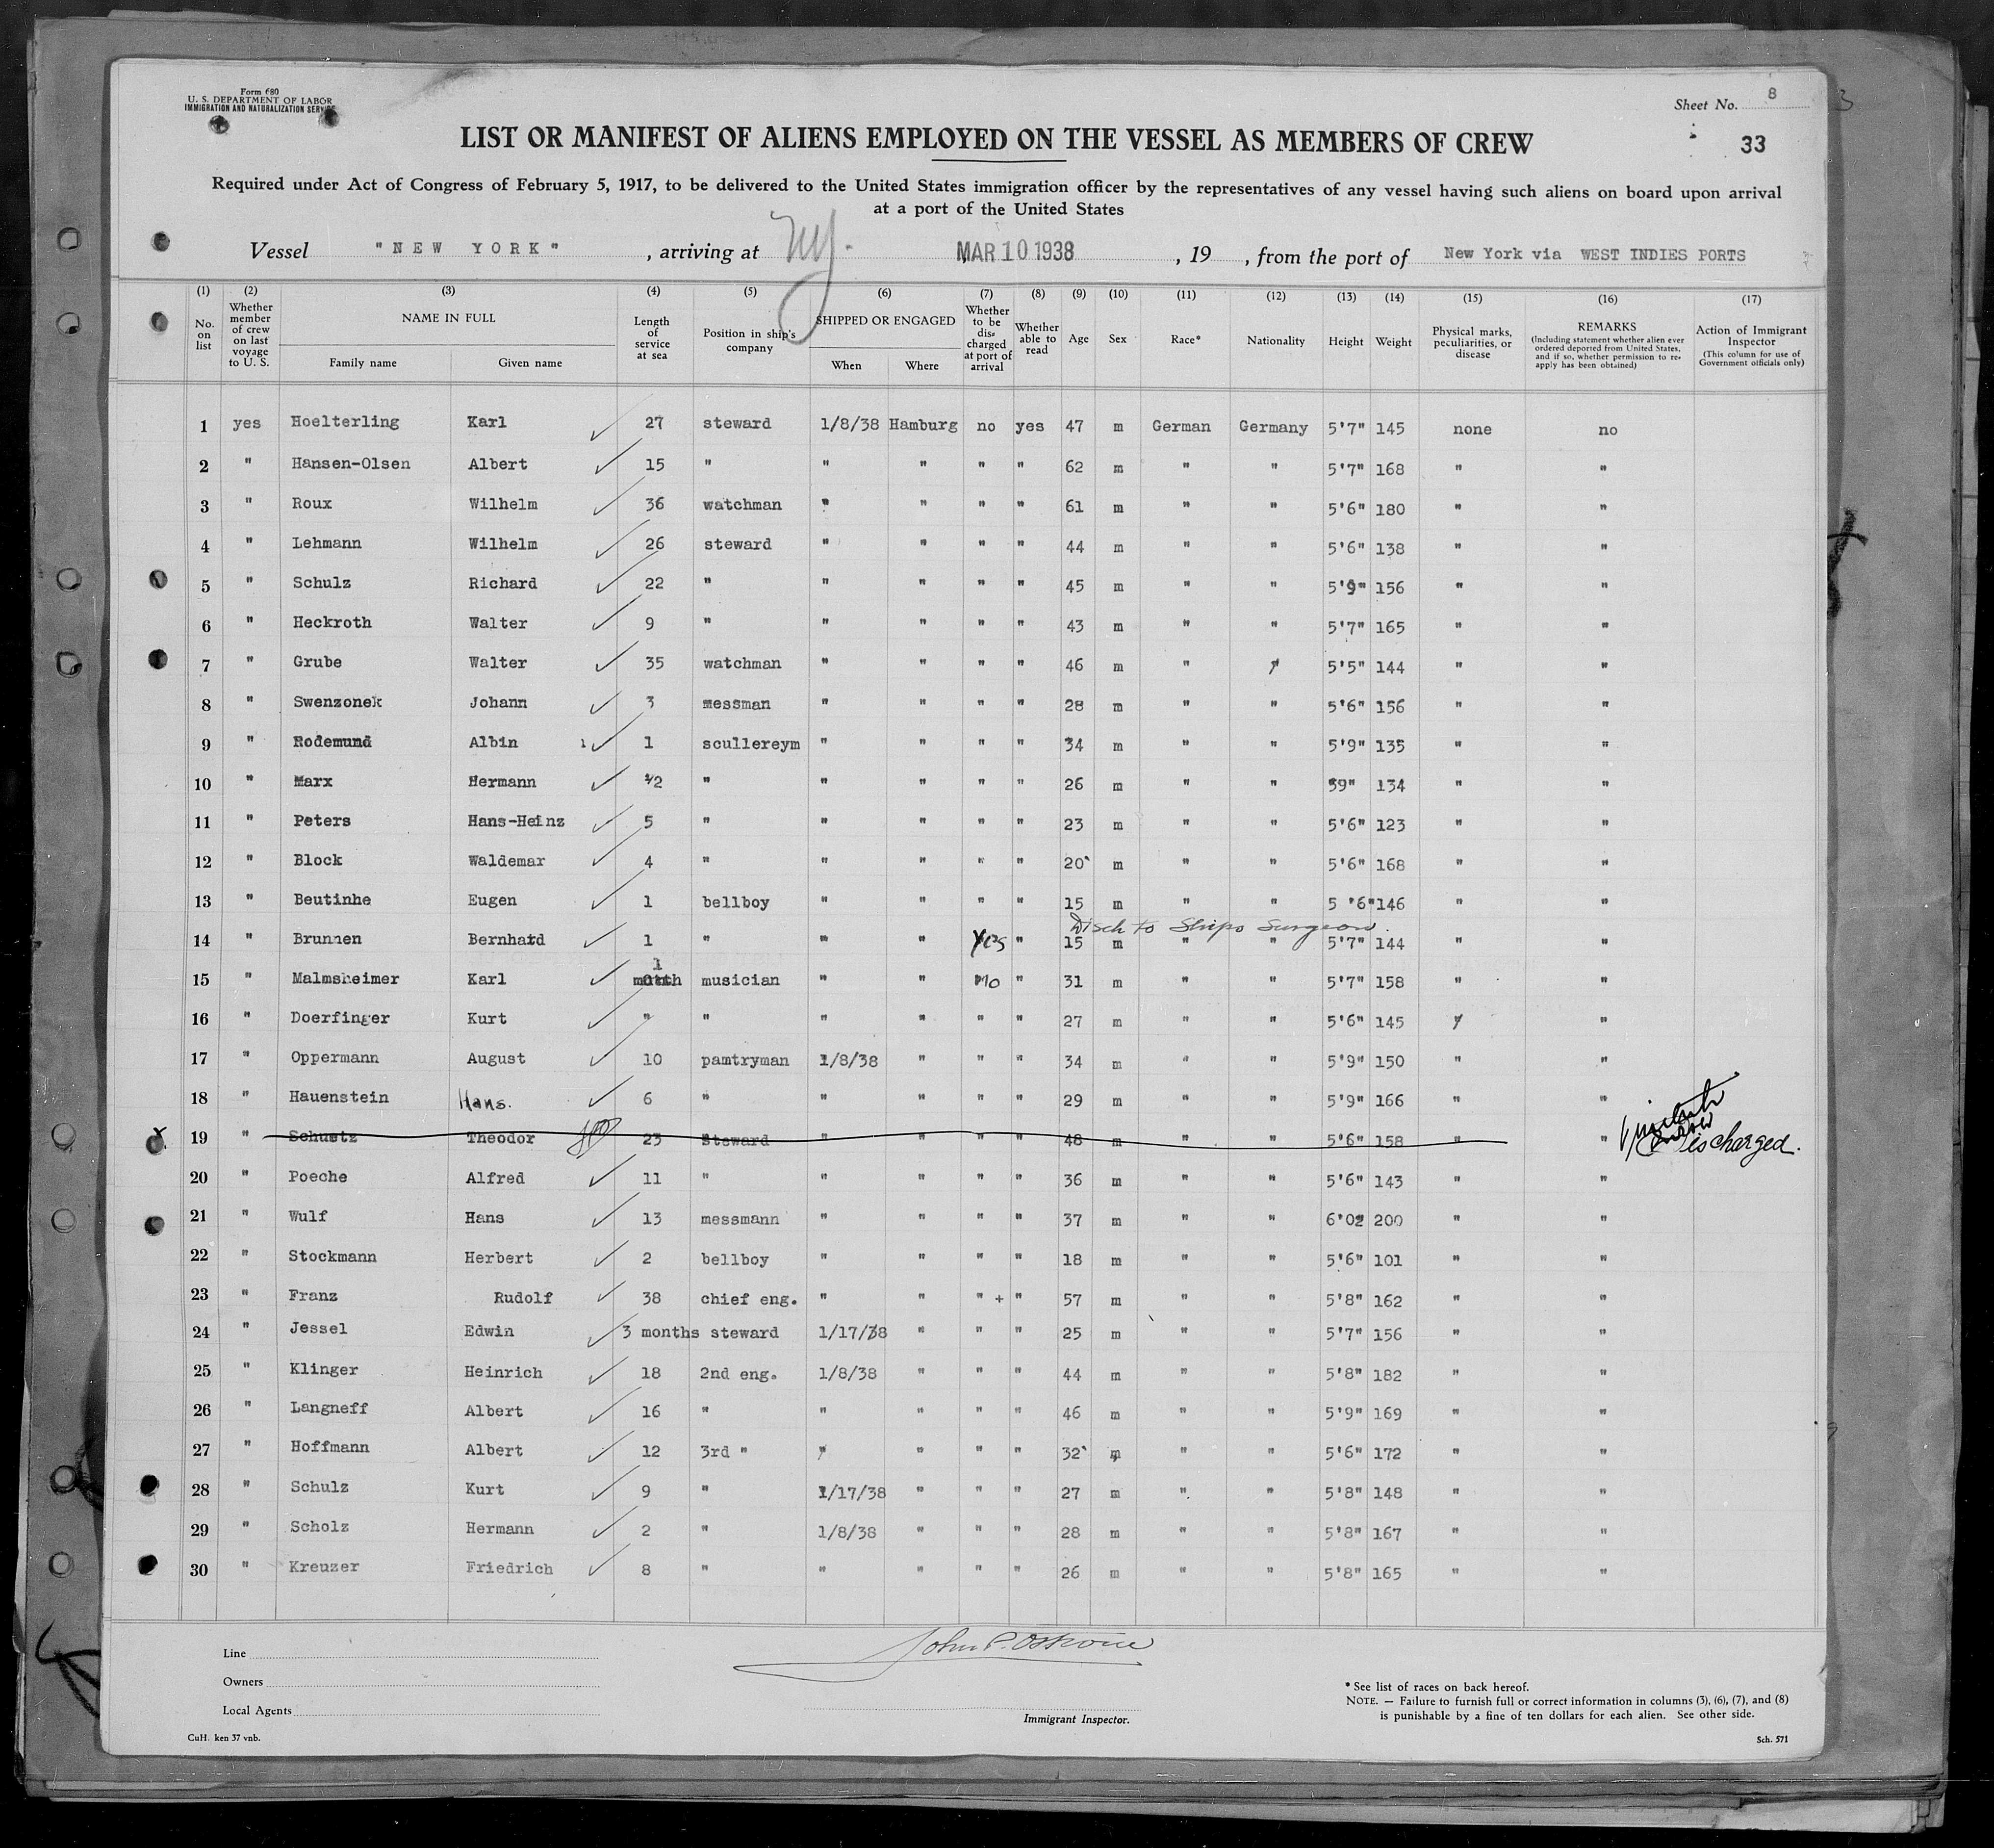 Form 680
U. S. DEPARTMENT OF LABOR
IMMIGRATION AND NATURALIZATION SERVICE
Sheet No. 8
33
LIST OR MANIFEST OF ALIENS EMPLOYED ON THE VESSEL AS MEMBERS OF CREW
Required under Act of Congress of February 5, 1917, to be delivered to the United States immigration officer by the representatives of any vessel having such aliens on board upon arrival
at a port of the United States
Vessel "NEW YORK", arriving at NY. MAR 10 1938, 19 , from the port of New York via WEST INDIES PORTS
(1) (2) (3) (4) (5) (6) (7) (8) (9) (10) (11) (12) (13) (14) (15) (16) (17)
No. on list Whether member of crew on last voyage to U. S. NAME IN FULL Family name Given name Length of service at sea Position in ship's company SHIPPED OR ENGAGED When Where Whether to be discharged at port of arrival Whether able to read Age Sex Race* Nationality Height Weight Physical marks, peculiarities, or disease REMARKS (Including statement whether alien ever ordered deported from United States, and if so, whether permission to reapply has been obtained) Action of Immigrant Inspector (This column for use of Government officials only)
1 yes Hoelterling Karl 27 steward 1/8/38 Hamburg no yes 47 m German Germany 5'7" 145 none no
2 " Hansen-Olsen Albert 15 " " " " " 62 m " " 5'7" 168 " "
3 " Roux Wilhelm 36 watchman " " " " 61 m " " 5'6" 180 " "
4 " Lehmann Wilhelm 26 steward " " " " 44 m " " 5'6" 138 " "
5 " Schulz Richard 22 " " " " " 45 m " " 5'9" 156 " "
6 " Heckroth Walter 9 " " " " " 43 m " " 5'7" 165 " "
7 " Grube Walter 35 watchman " " " " 46 m " " 5'5" 144 " "
8 " Swenzonek Johann 3 messman " " " " 28 m " " 5'6" 156 " "
9 " Rodemund Albin 1 scullereym " " " " 34 m " " 5'9" 135 " "
10 " Marx Hermann 1/2 " " " " " 26 m " " 59" 134 " "
11 " Peters Hans-Heinz 5 " " " " " 23 m " " 5'6" 123 " "
12 " Block Waldemar 4 " " " " " 20 m " " 5'6" 168 " "
13 " Beutinhe Eugen 1 bellboy " " " " 15 m " " 5 '6" 146 " "
Disch to Ships Surgeon.
14 " Brunnen Bernhard 1 " " " Yes " 15 m " " 5'7" 144 " "
15 " Malmsheimer Karl 1 month musician " " No " 31 m " " 5'7" 158 " "
16 " Doerfinger Kurt " " " " " " 27 m " " 5'6" 145 " "
17 " Oppermann August 10 pamtryman 1/8/38 " " " 34 m " " 5'9" 150 " "
18 " Hauenstein Hans. 6 " " " " " 29 m " " 5'9" 166 " "
19 " Schuetz Theodor 23 steward " " " " 48 m " " 5'6" 158 " " Discharged.
20 " Poeche Alfred 11 " " " " " 36 m " " 5'6" 143 " "
21 " Wulf Hans 13 messmann " " " " 37 m " " 6'02 200 " "
22 " Stockmann Herbert 2 bellboy " " " " 18 m " " 5'6" 101 " "
23 " Franz Rudolf 38 chief eng. " " " + " 57 m " " 5'8" 162 " "
24 " Jessel Edwin 3 months steward 1/17/38 " " " 25 m " " 5'7" 156 " "
25 " Klinger Heinrich 18 2nd eng. 1/8/38 " " " 44 m " " 5'8" 182 " "
26 " Langneff Albert 16 " " " " " 46 m " " 5'9" 169 " "
27 " Hoffmann Albert 12 3rd " " " " " 32 m " " 5'6" 172 " "
28 " Schulz Kurt 9 " 1/17/38 " " " 27 m " " 5'8" 148 " "
29 " Scholz Hermann 2 " 1/8/38 " " " 28 m " " 5'8" 167 " "
30 " Kreuzer Friedrich 8 " " " " " 26 m " " 5'8" 165 " "
Line
Owners
Local Agents
CuH. ken 37 vnb.
John P. Osborne
Immigrant Inspector.
* See list of races on back hereof.
NOTE. — Failure to furnish full or correct information in columns (3), (6), (7), and (8)
is punishable by a fine of ten dollars for each alien. See other side.
Sch. 571